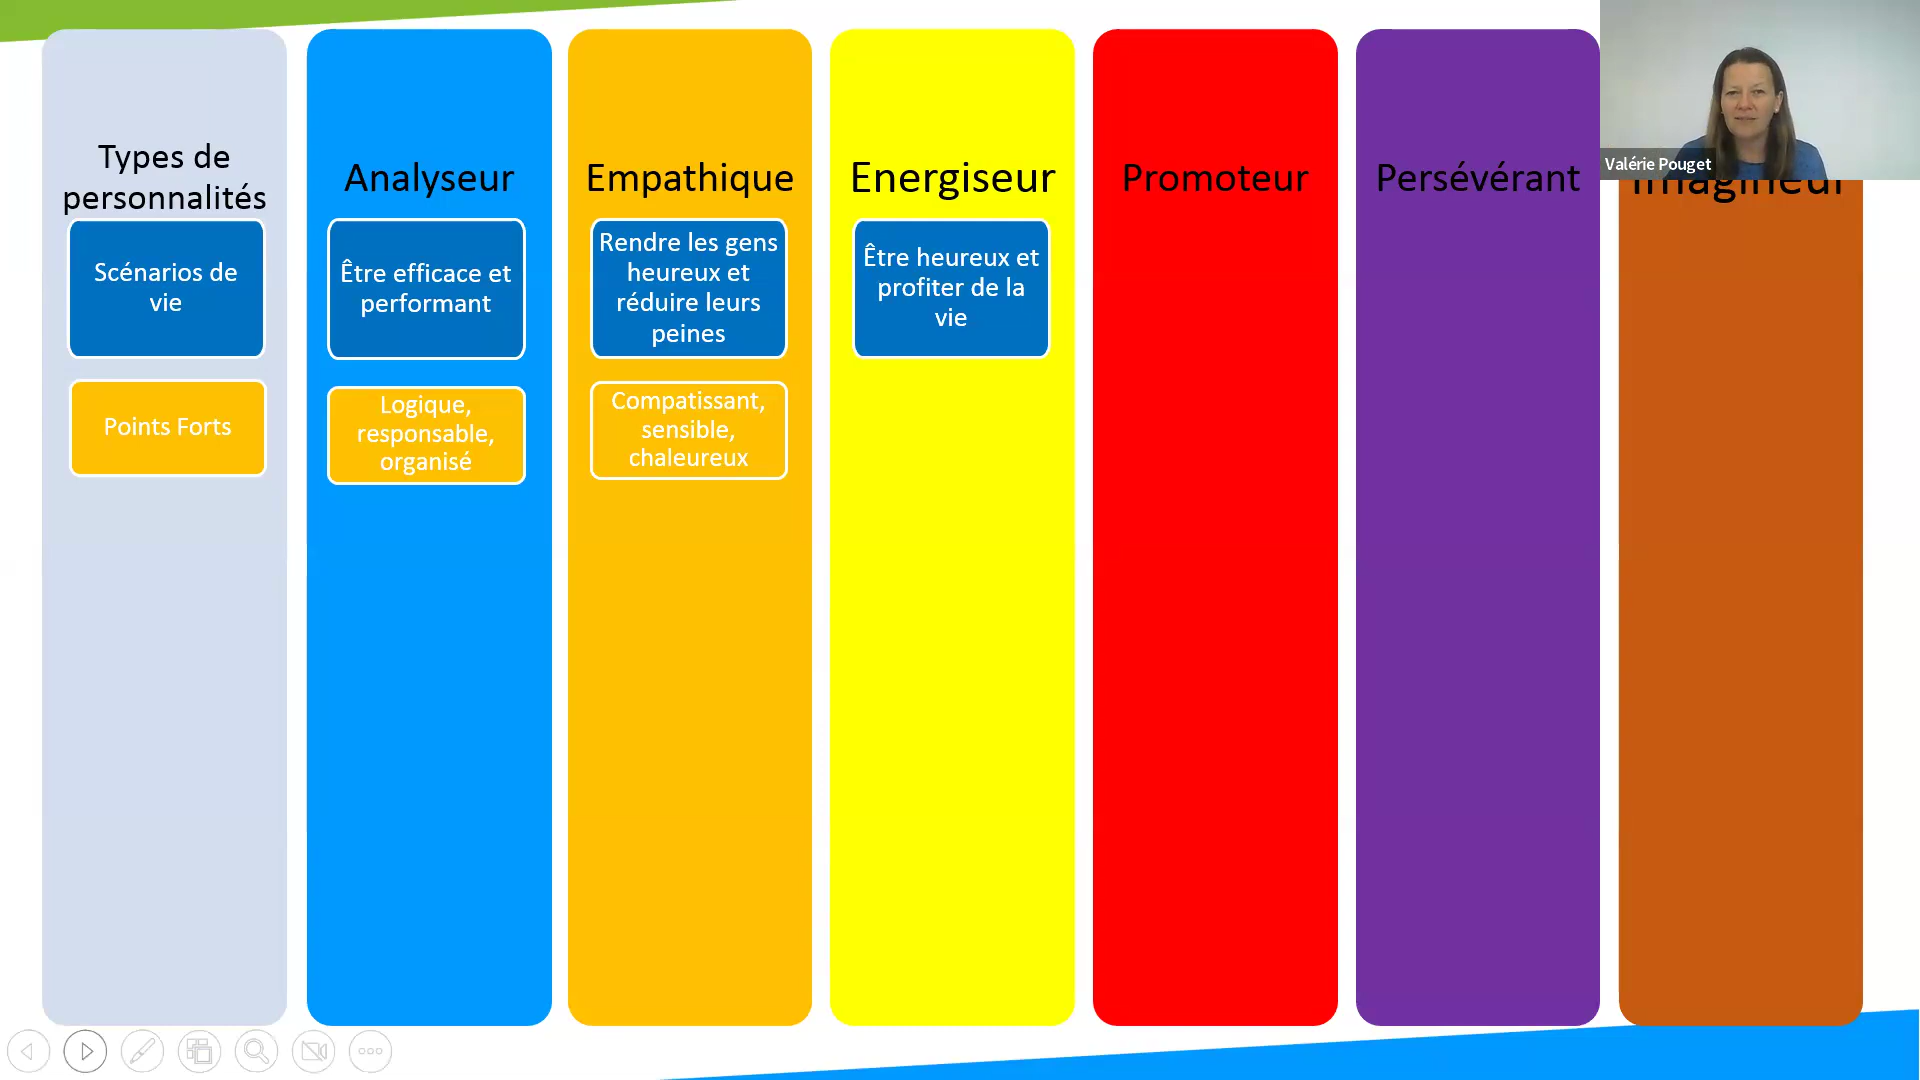 Types de
personnalités
Scénarios de
vie
Points Forts
Analyseur
Être efficace et
performant
Logique,
responsable,
organisé
Empathique
Rendre les gens
heureux et
réduire leurs
peines
Compatissant,
sensible,
chaleureux
Energiseur
Être heureux et
profiter de la
vie
Promoteur
Persévérant
Imagineur
Valérie Pouget